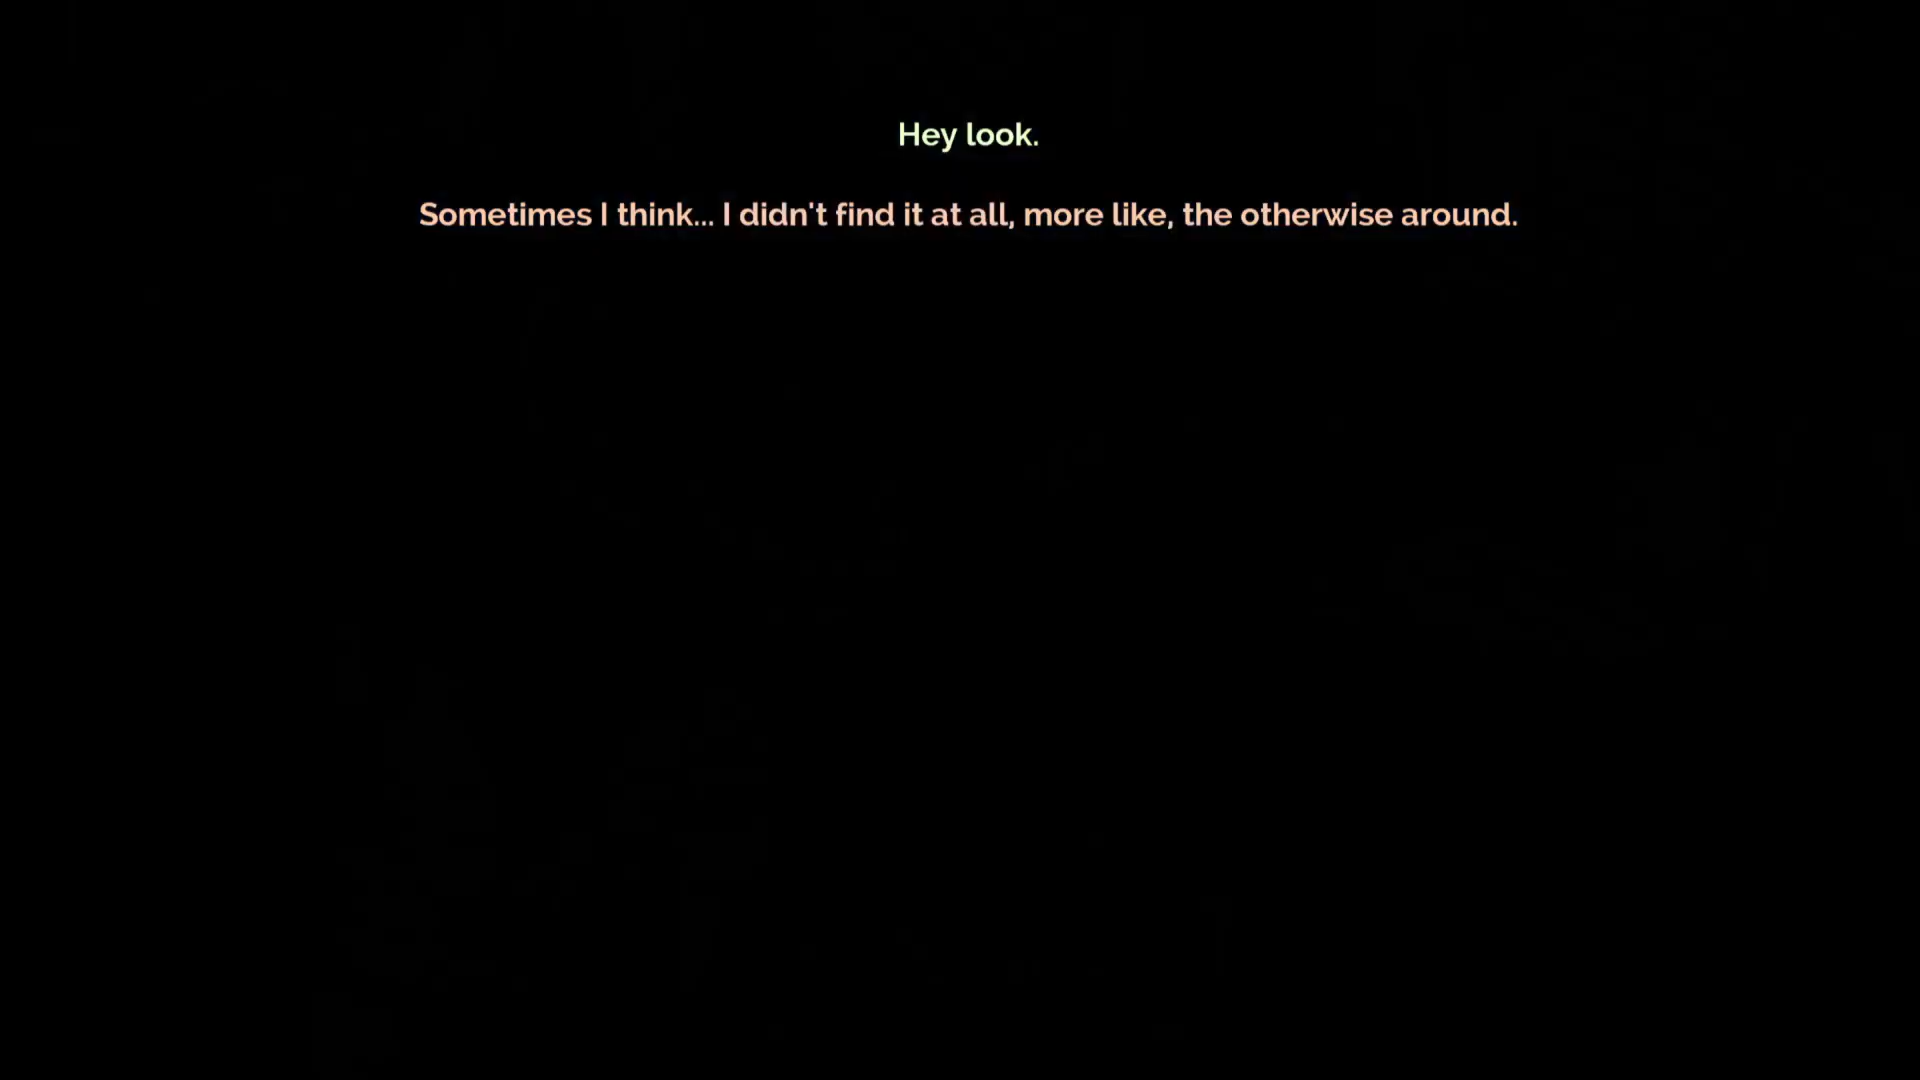 Hey look.
Sometimes I think... I didn't find it at all, more like, the otherwise around.